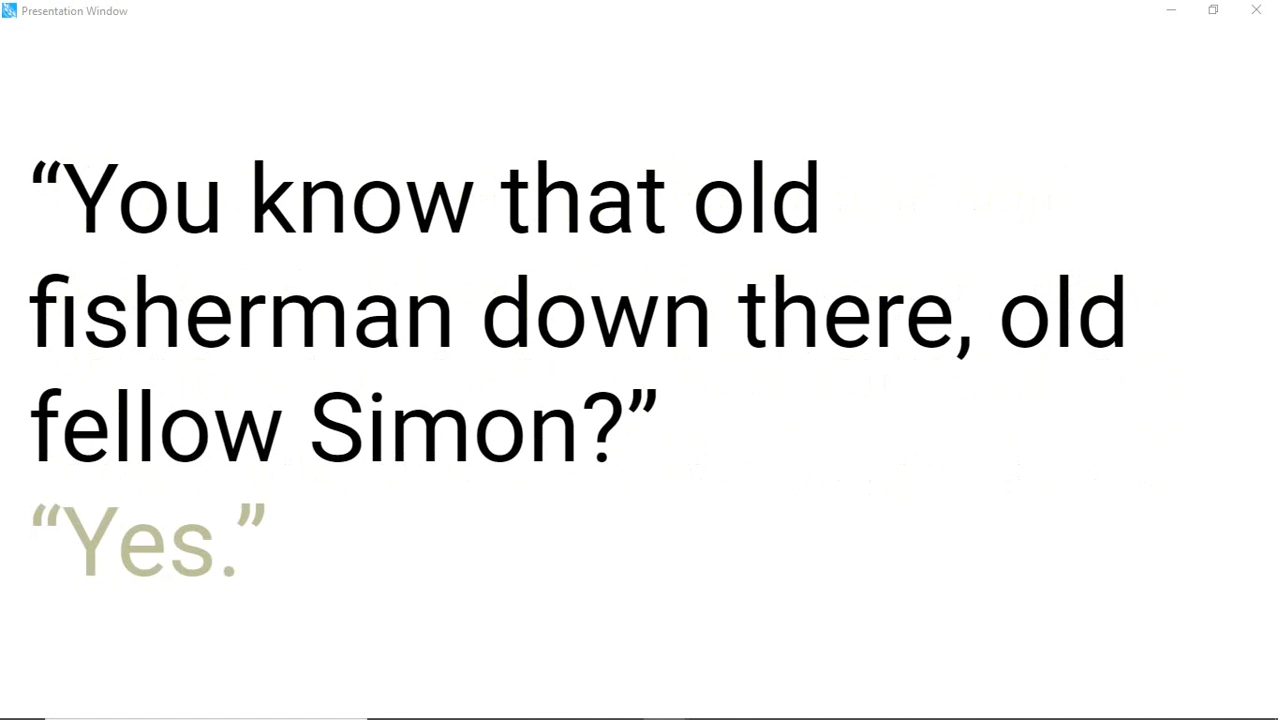 Presentation Window
“You know that old
fisherman down there, old
fellow Simon?”
“Yes.”